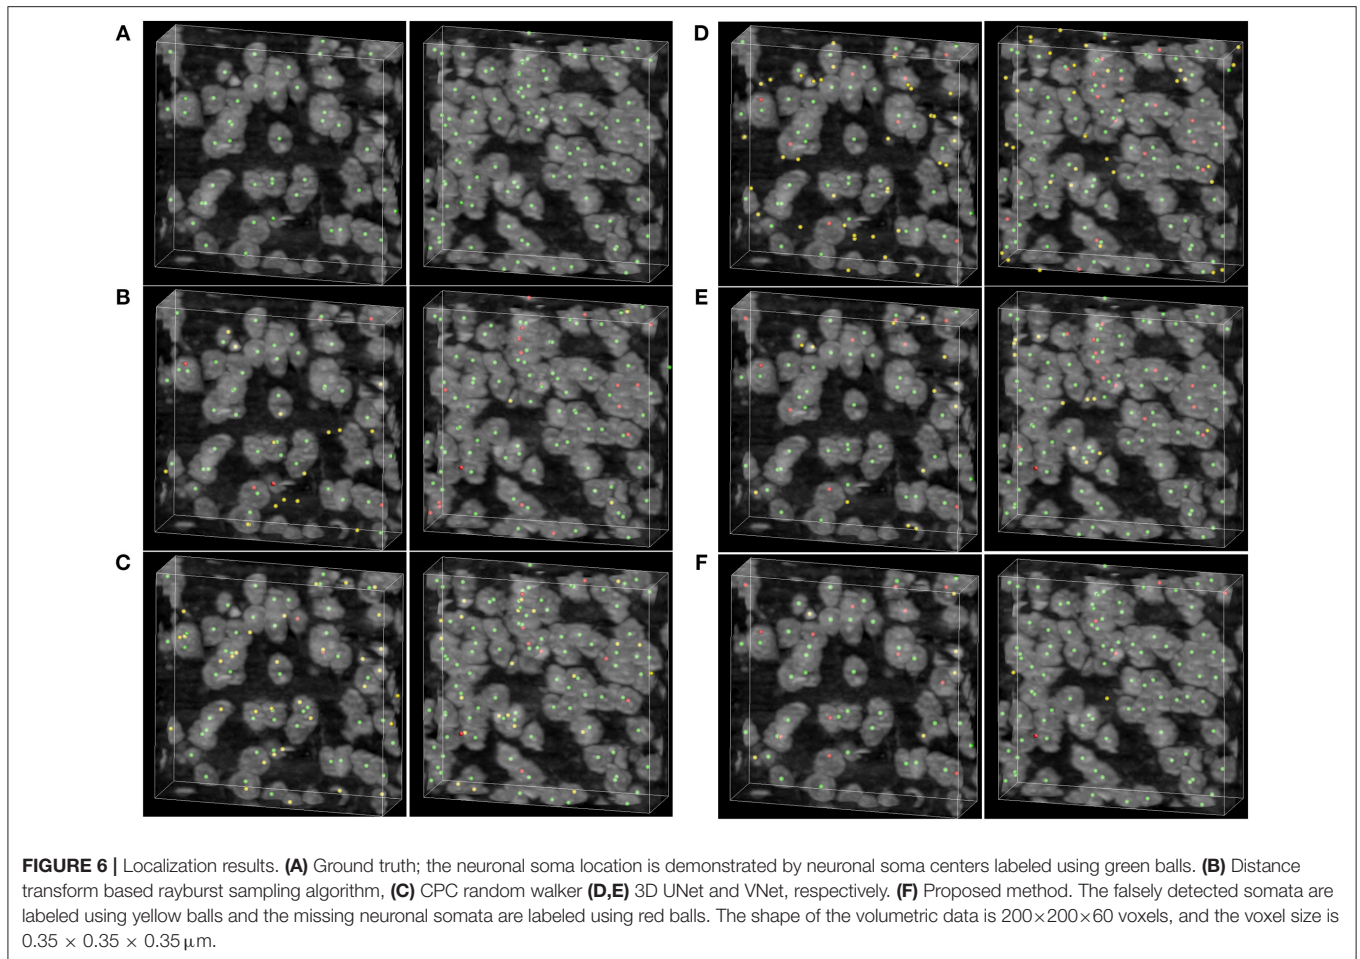 A
D
B
E
C
F
FIGURE 6 | Localization results. (A) Ground truth; the neuronal soma location is demonstrated by neuronal soma centers labeled using green balls. (B) Distance
transform based rayburst sampling algorithm, (C) CPC random walker (D,E) 3D UNet and VNet, respectively. (F) Proposed method. The falsely detected somata are
labeled using yellow balls and the missing neuronal somata are labeled using red balls. The shape of the volumetric data is 200×200×60 voxels, and the voxel size is
0.35 × 0.35 × 0.35 μm.